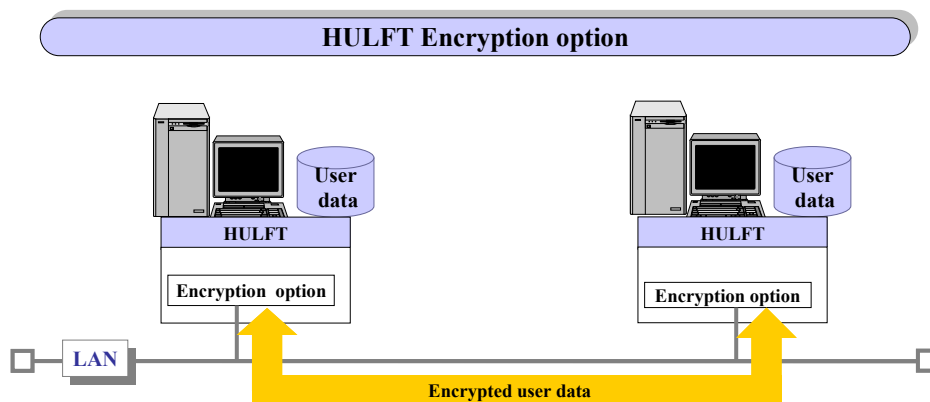 HULFT Encryption option
User
data
User
data
HULFT
HULFT
Encryption option
Encryption option
LAN
Encrypted user data